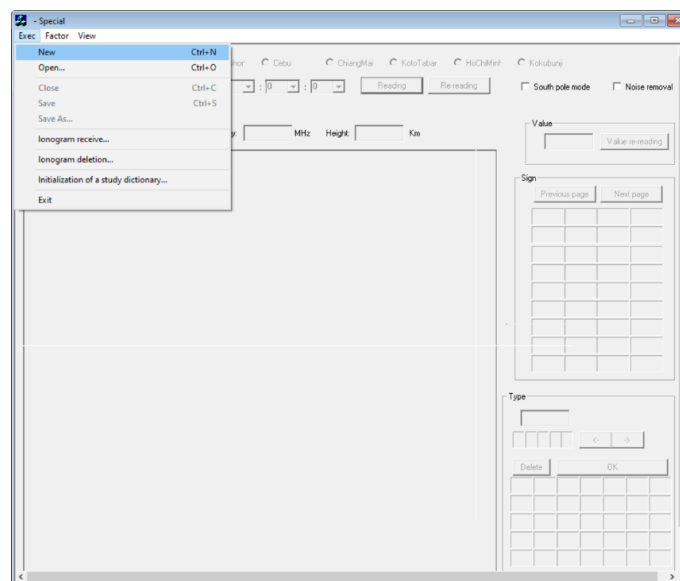 - Special
Exec Factor View
New Ctrl+N
Open... Ctrl+O
Close Ctrl+C
Save Ctrl+S
Save As...
Ionogram receive...
Ionogram deletion...
Initialization of a study dictionary...
Exit
Cebu ChiangMai KotoTabar HoChiMinh Kokubunji
: 0 : 0 Reading Re-reading South pole mode Noise removal
MHz Height: Km
Value
Value re-reading
Sign
Previous page Next page
Type
<- ->
Delete OK